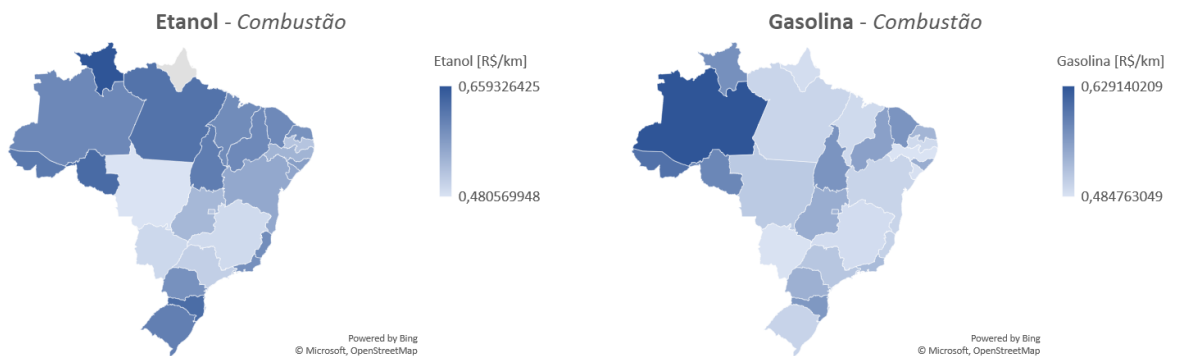 Etanol - Combustão
Etanol [R$/km]
0,659326425
0,480569948
Powered by Bing
© Microsoft, OpenStreetMap
Gasolina - Combustão
Gasolina [R$/km]
0,629140209
0,484763049
Powered by Bing
© Microsoft, OpenStreetMap